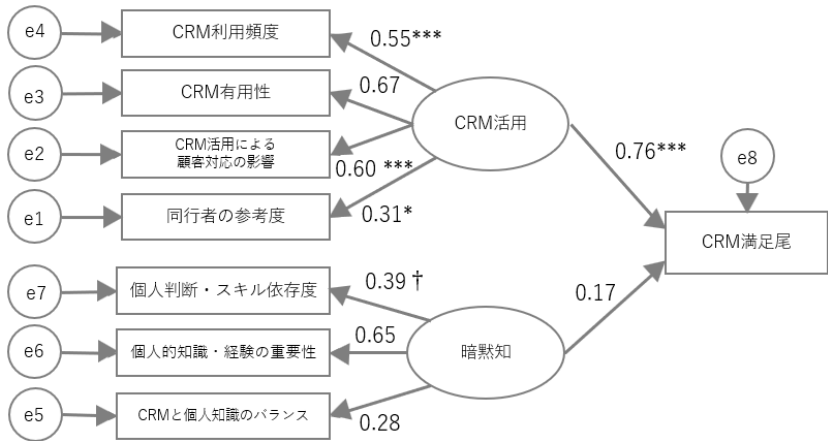 e4
CRM利用頻度
0.55***
e3
CRM有用性
0.67
CRM活用
e2
CRM活用による
顧客対応の影響
0.60 ***
0.76***
e8
e1
同行者の参考度
0.31*
CRM満足尾
e7
個人判断・スキル依存度
0.39 †
0.17
e6
個人的知識・経験の重要性
0.65
暗黙知
e5
CRMと個人知識のバランス
0.28